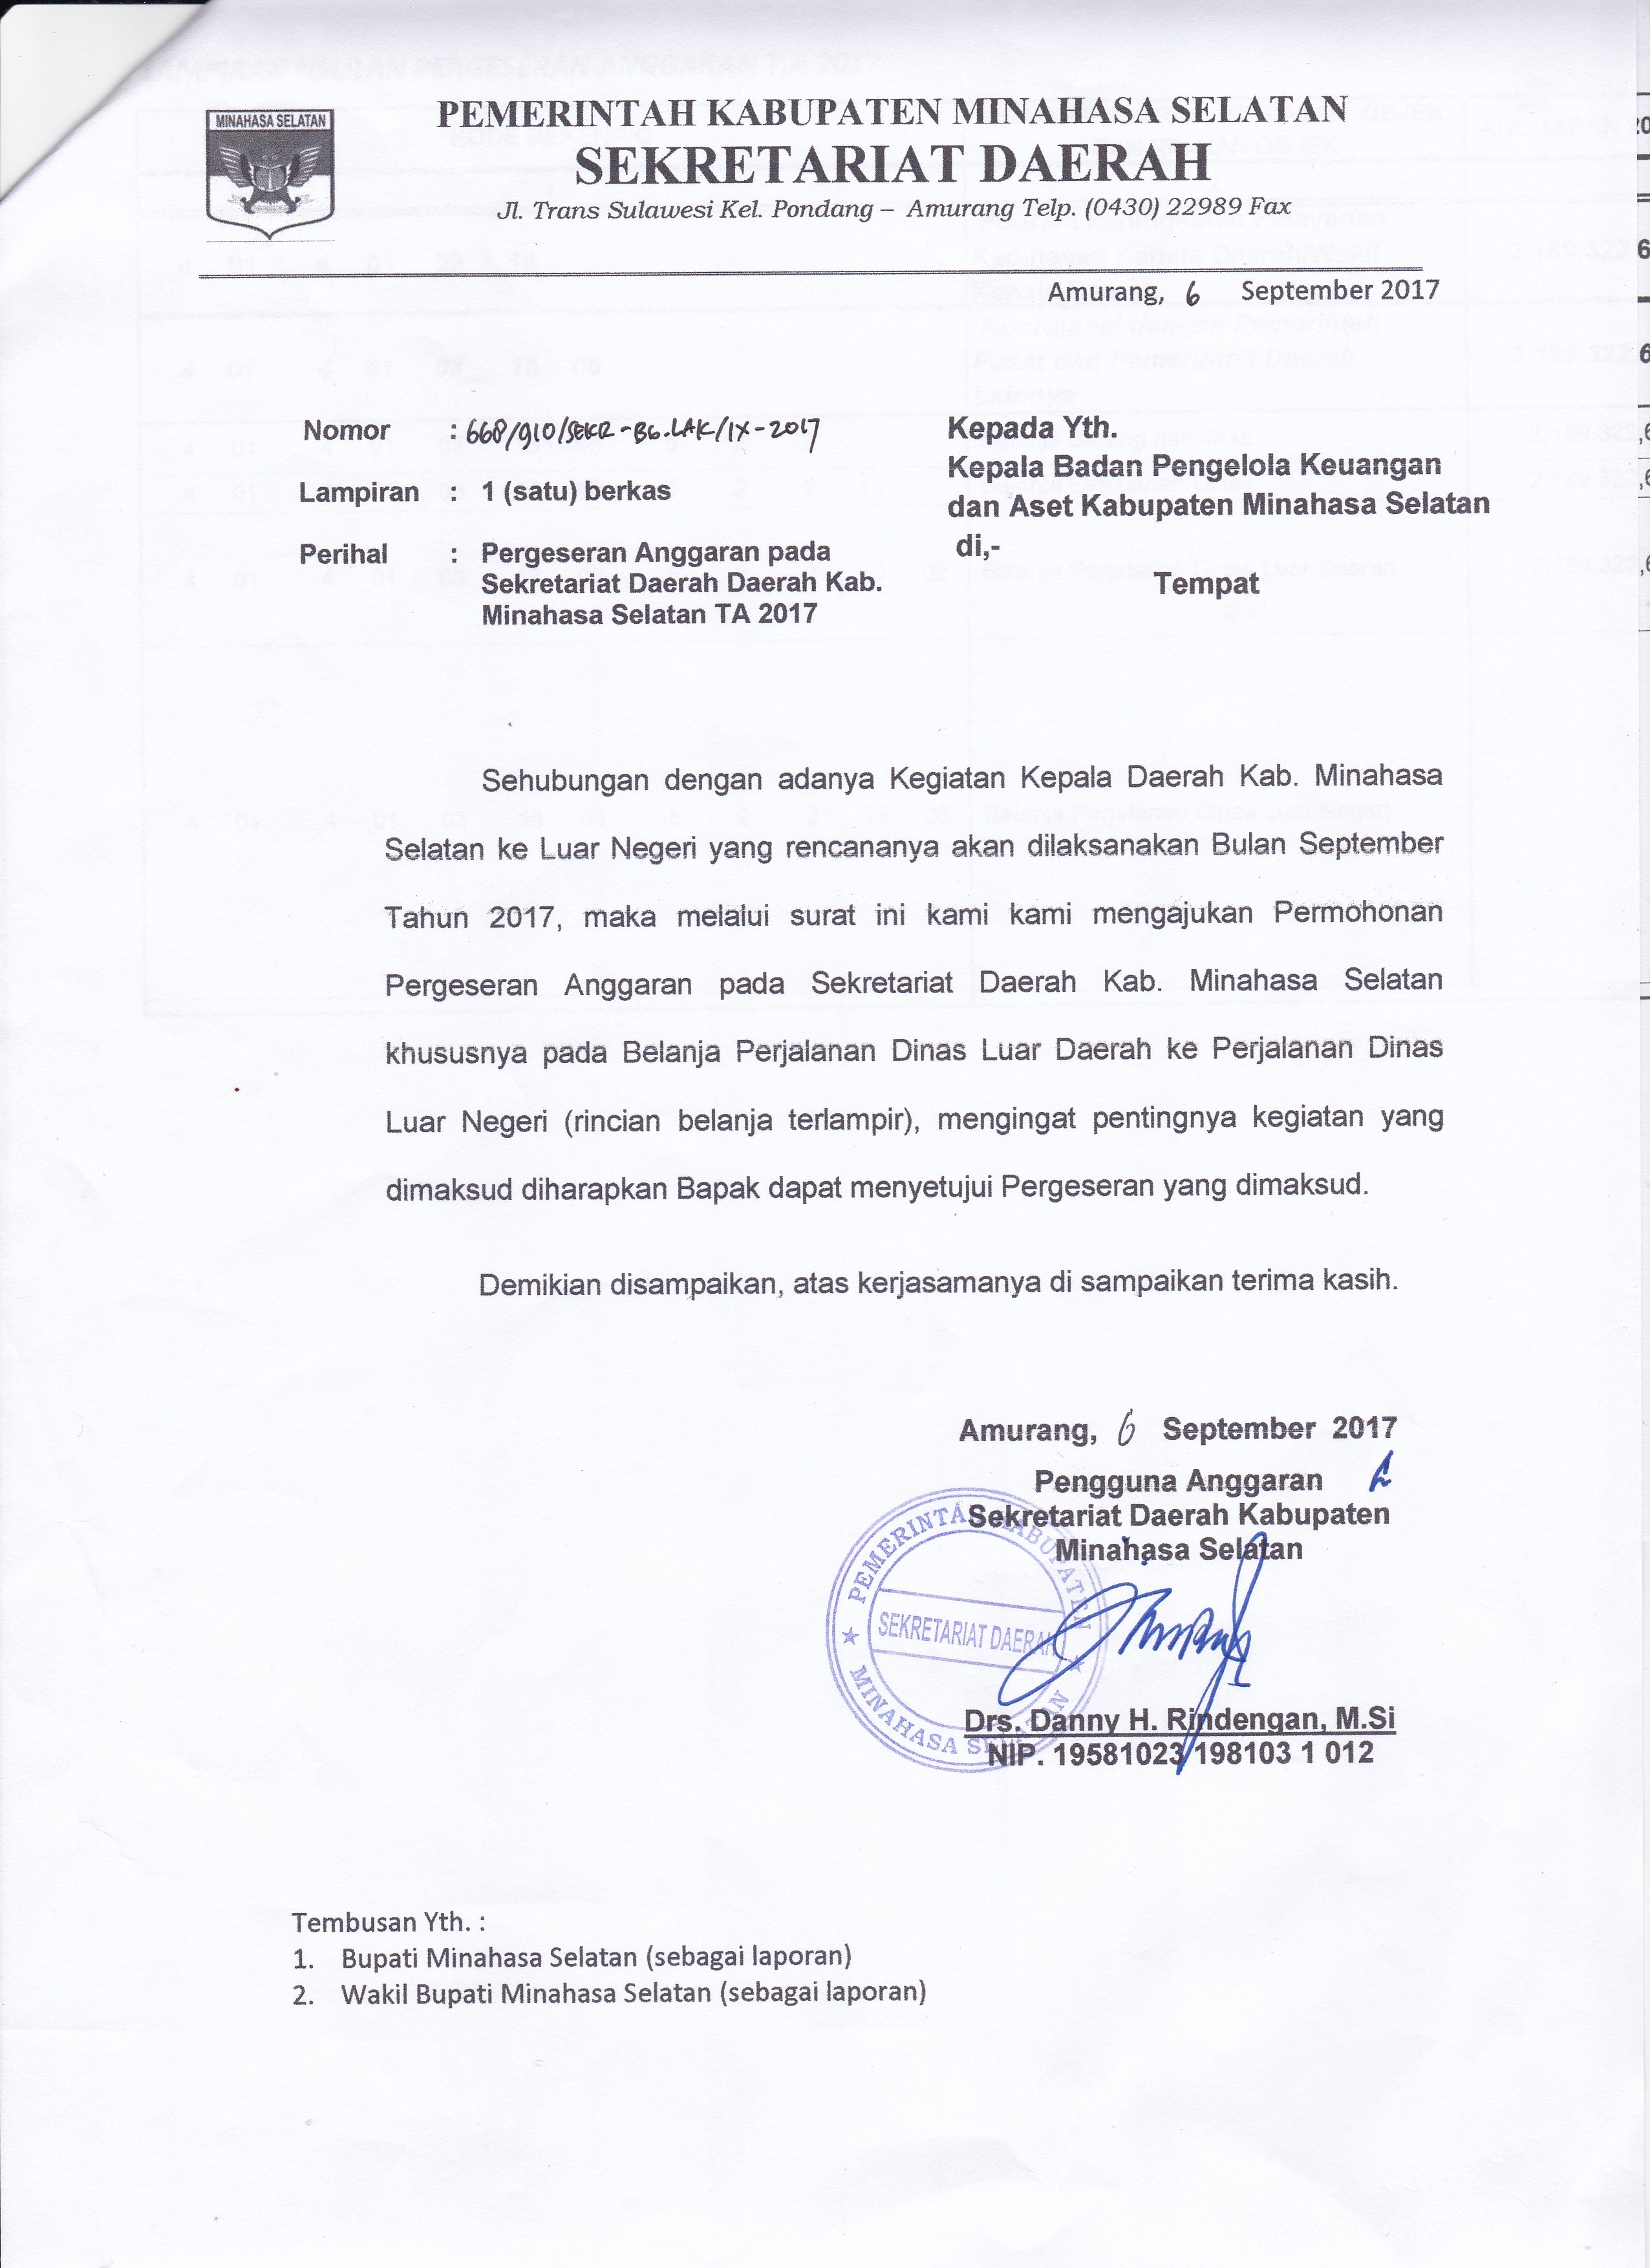 MINAHASA SELATAN
PEMERINTAH KABUPATEN MINAHASA SELATAN
SEKRETARIAT DAERAH
Jl. Trans Sulawesi Kel. Pondang – Amurang Telp. (0430) 22989 Fax
Amurang, 6 September 2017
Nomor : 668/910/SEKR-BG.LAK/IX-2017
Lampiran : 1 (satu) berkas
Perihal : Pergeseran Anggaran pada
Sekretariat Daerah Daerah Kab.
Minahasa Selatan TA 2017
Kepada Yth.
Kepala Badan Pengelola Keuangan
dan Aset Kabupaten Minahasa Selatan
di,-
Tempat
Sehubungan dengan adanya Kegiatan Kepala Daerah Kab. Minahasa
Selatan ke Luar Negeri yang rencananya akan dilaksanakan Bulan September
Tahun 2017, maka melalui surat ini kami kami mengajukan Permohonan
Pergeseran Anggaran pada Sekretariat Daerah Kab. Minahasa Selatan
khususnya pada Belanja Perjalanan Dinas Luar Daerah ke Perjalanan Dinas
Luar Negeri (rincian belanja terlampir), mengingat pentingnya kegiatan yang
dimaksud diharapkan Bapak dapat menyetujui Pergeseran yang dimaksud.
Demikian disampaikan, atas kerjasamanya di sampaikan terima kasih.
Amurang, 6 September 2017
Pengguna Anggaran
Sekretariat Daerah Kabupaten
Minahasa Selatan
PEMERINTAH KABUPATEN
SEKRETARIAT DAERAH
MINAHASA SELATAN
Drs. Danny H. Rindengan, M.Si
NIP. 19581023 198103 1 012
Tembusan Yth. :
1. Bupati Minahasa Selatan (sebagai laporan)
2. Wakil Bupati Minahasa Selatan (sebagai laporan)